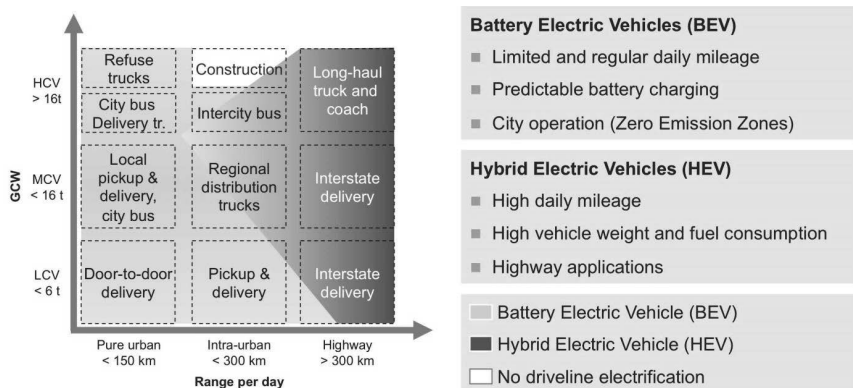 GCW
HCV
> 16t
MCV
< 16 t
LCV
< 6 t
Refuse
trucks
Construction
Long-haul
truck and
coach
City bus
Delivery tr.
Intercity bus
Local
pickup &
delivery,
city bus
Regional
distribution
trucks
Interstate
delivery
Door-to-door
delivery
Pickup &
delivery
Interstate
delivery
Pure urban
< 150 km
Intra-urban
< 300 km
Highway
> 300 km
Range per day
Battery Electric Vehicles (BEV)
Limited and regular daily mileage
Predictable battery charging
City operation (Zero Emission Zones)
Hybrid Electric Vehicles (HEV)
High daily mileage
High vehicle weight and fuel consumption
Highway applications
Battery Electric Vehicle (BEV)
Hybrid Electric Vehicle (HEV)
No driveline electrification